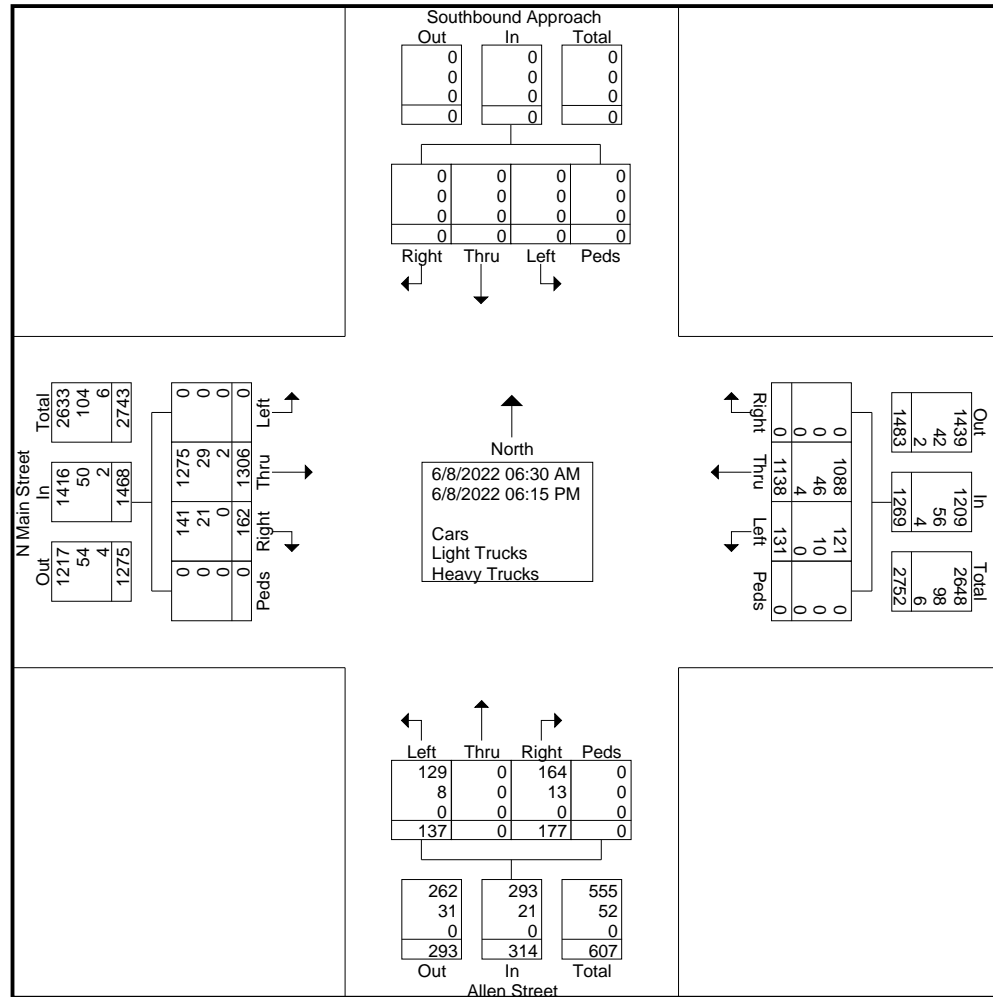 Southbound Approach
Out In Total
0 0 0
0 0 0
0 0 0
0 0 0
0 0 0 0
0 0 0 0
0 0 0 0
0 0 0 0
Right Thru Left Peds
N Main Street
Total In Out
2633 1416 1217
104 50 54
6 2 4
2743 1468 1275
0 1275 141 0
0 29 21 0
0 2 0 0
0 1306 162 0
Left Thru Right Peds
North
6/8/2022 06:30 AM
6/8/2022 06:15 PM
Cars
Light Trucks
Heavy Trucks
Out In Total
1439 1209 2648
42 56 98
2 4 6
1483 1269 2752
0 1088 121 0
0 46 10 0
0 4 0 0
0 1138 131 0
Right Thru Left Peds
Left Thru Right Peds
129 0 164 0
8 0 13 0
0 0 0 0
137 0 177 0
262 293 555
31 21 52
0 0 0
293 314 607
Out In Total
Allen Street